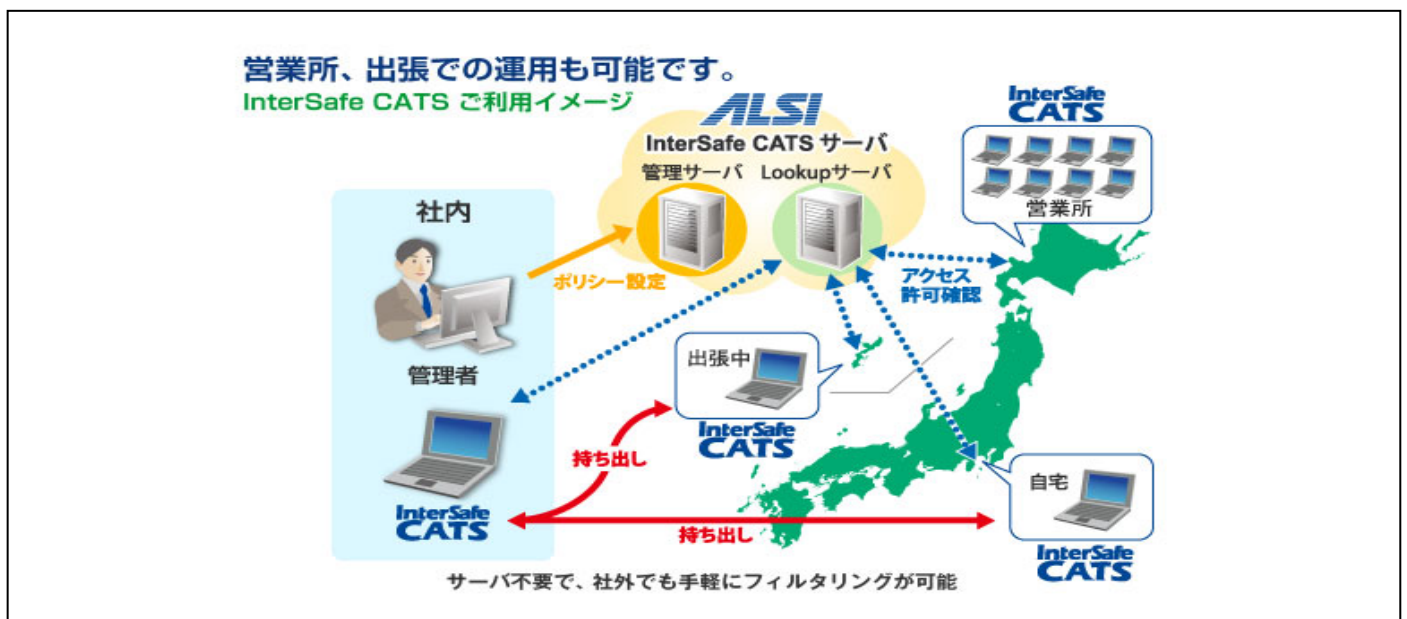 営業所、出張での運用も可能です。
InterSafe CATS ご利用イメージ
ALSI
InterSafe CATS サーバ
管理サーバ
Lookupサーバ
InterSafe
CATS
営業所
社内
ポリシー設定
アクセス
許可確認
管理者
出張中
InterSafe
CATS
持ち出し
自宅
InterSafe
CATS
持ち出し
InterSafe
CATS
サーバ不要で、社外でも手軽にフィルタリングが可能